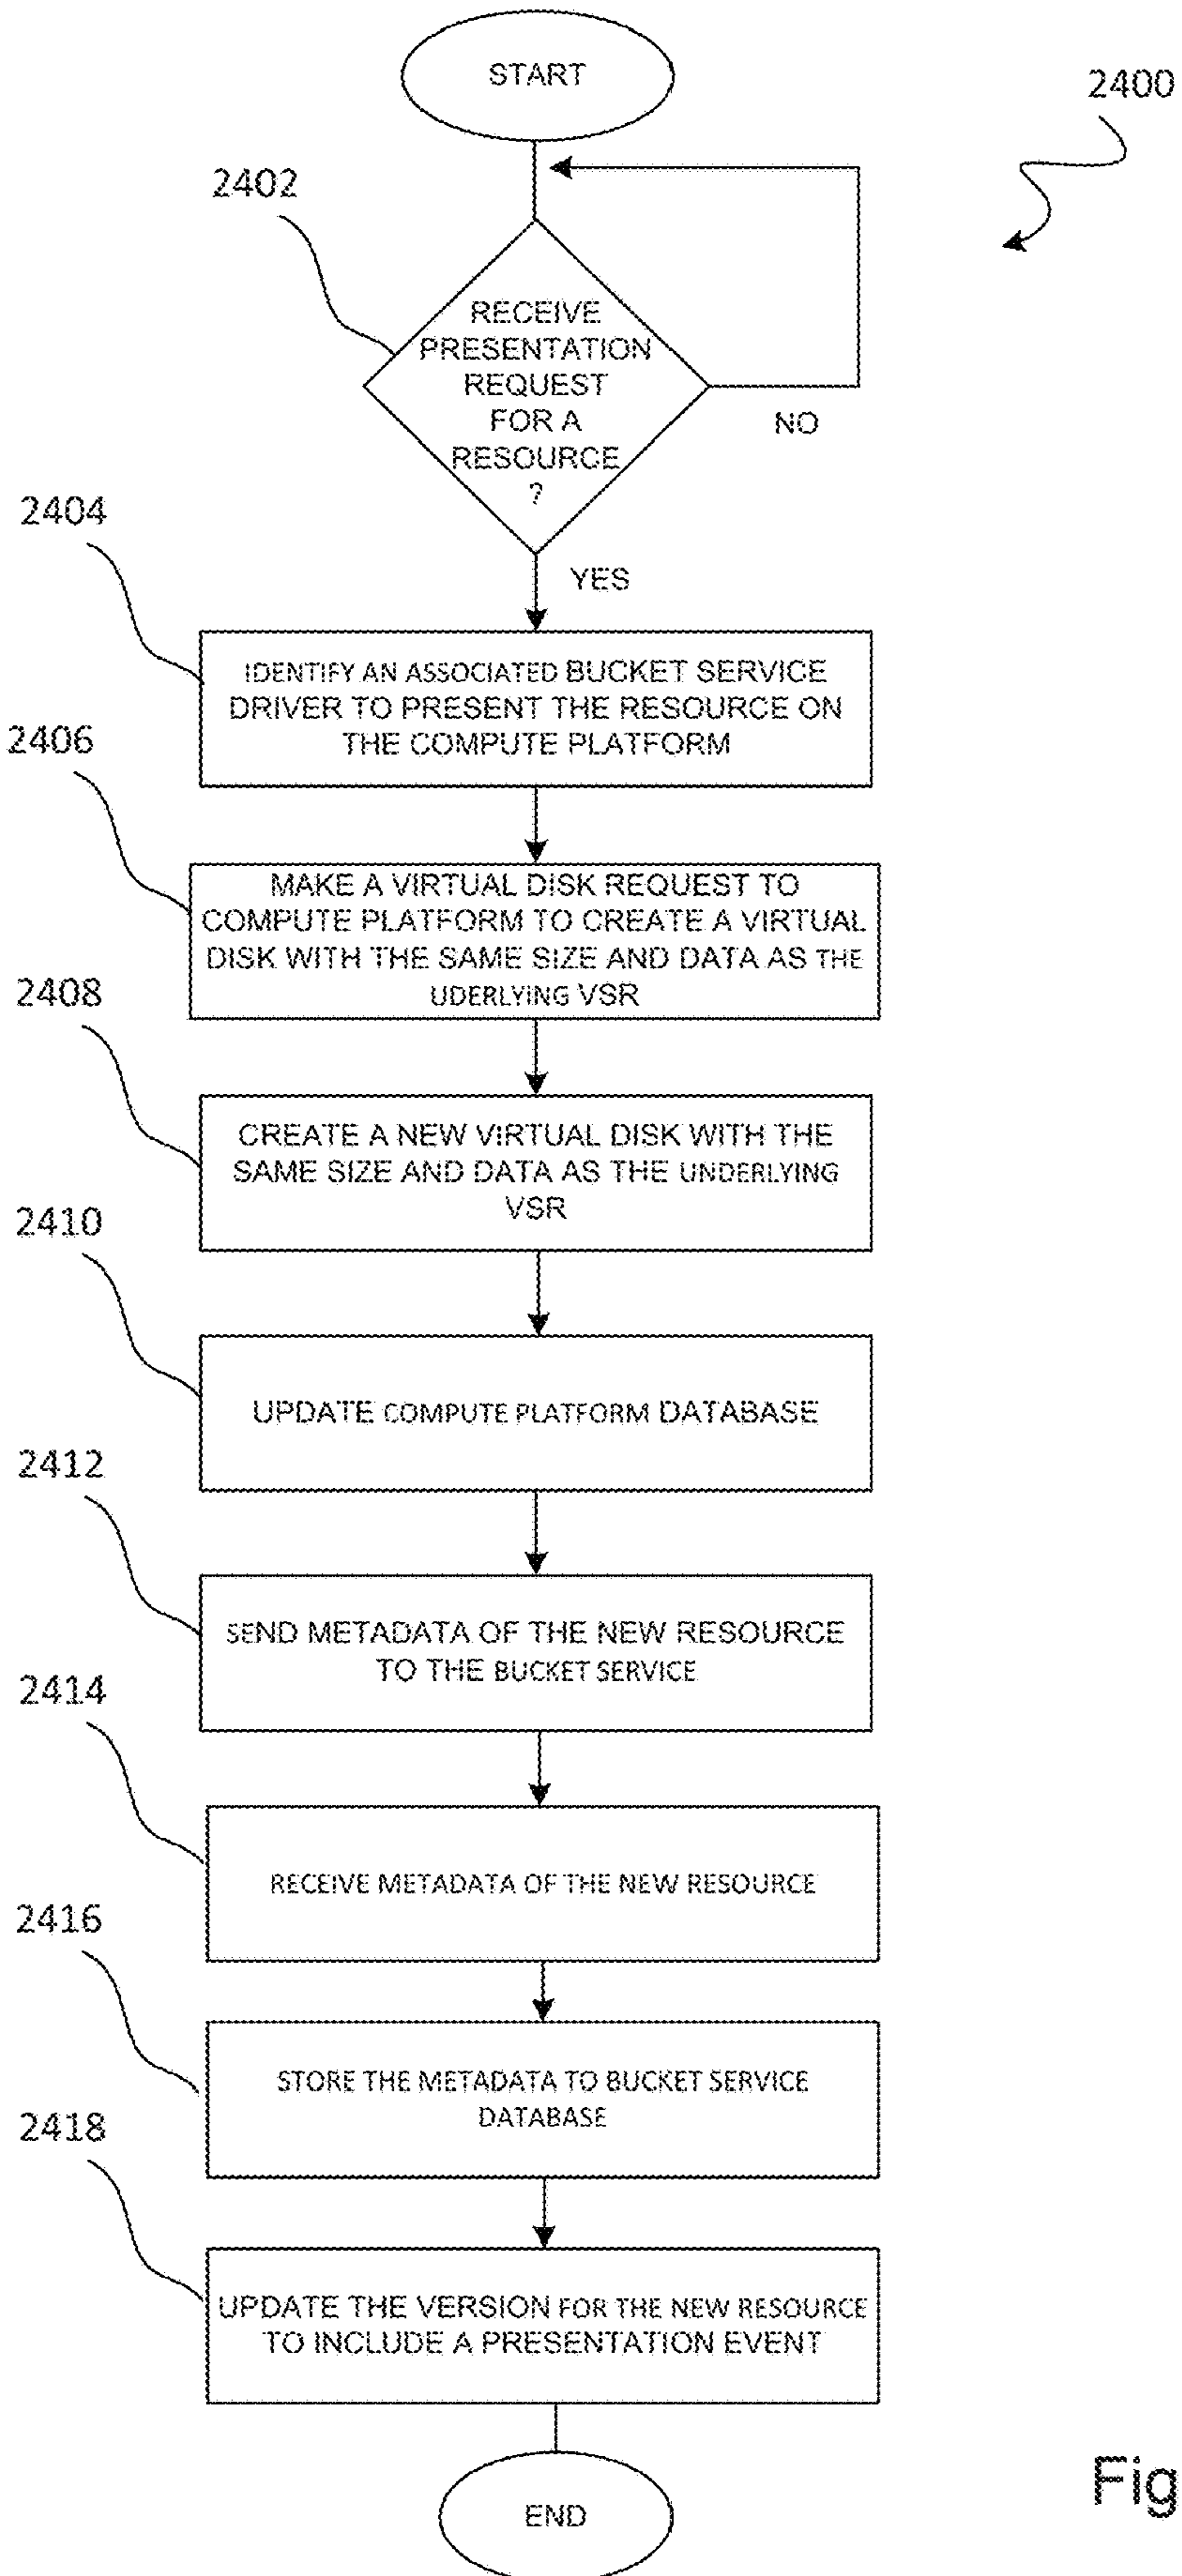 START
2400
2402
RECEIVE
PRESENTATION
REQUEST
FOR A
RESOURCE
?
NO
YES
2404
IDENTIFY AN ASSOCIATED BUCKET SERVICE
DRIVER TO PRESENT THE RESOURCE ON
THE COMPUTE PLATFORM
2406
MAKE A VIRTUAL DISK REQUEST TO
COMPUTE PLATFORM TO CREATE A VIRTUAL
DISK WITH THE SAME SIZE AND DATA AS THE
UDERLYING VSR
2408
CREATE A NEW VIRTUAL DISK WITH THE
SAME SIZE AND DATA AS THE UNDERLYING
VSR
2410
UPDATE COMPUTE PLATFORM DATABASE
2412
SEND METADATA OF THE NEW RESOURCE
TO THE BUCKET SERVICE
2414
RECEIVE METADATA OF THE NEW RESOURCE
2416
STORE THE METADATA TO BUCKET SERVICE
DATABASE
2418
UPDATE THE VERSION FOR THE NEW RESOURCE
TO INCLUDE A PRESENTATION EVENT
END
Fig